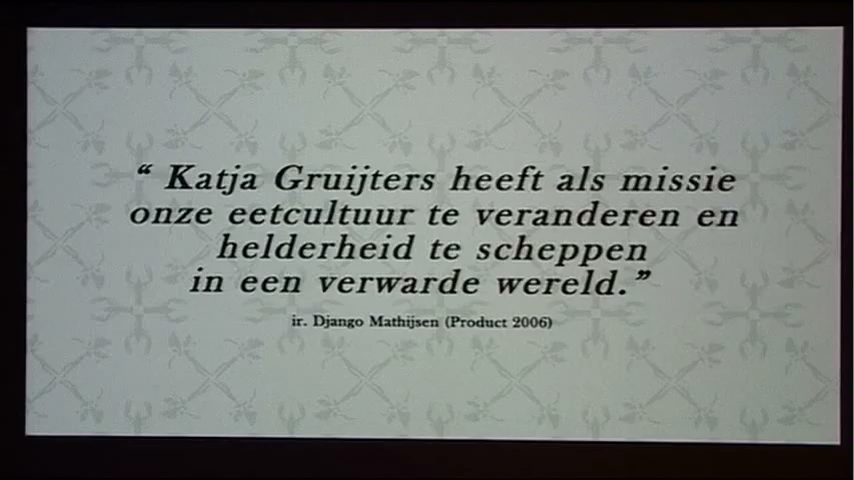 “ Katja Gruijters heeft als missie
onze eetcultuur te veranderen en
helderheid te scheppen
in een verwarde wereld.”
ir. Django Mathijsen (Product 2006)